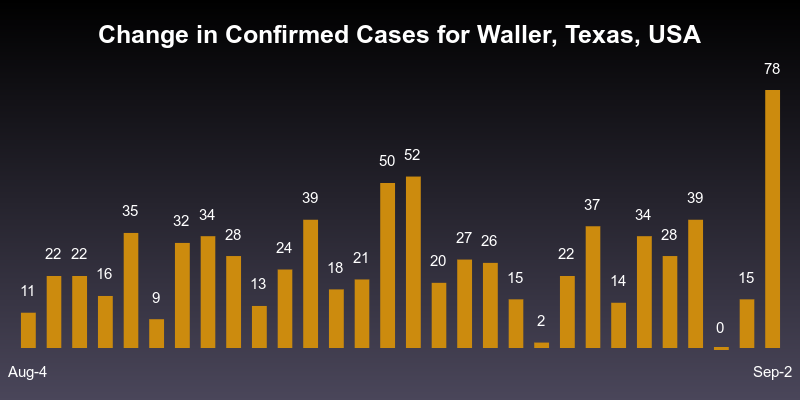 Change in Confirmed Cases for Waller, Texas, USA
11 22 22 16 35 9 32 34 28 13 24 39 18 21 50 52 20 27 26 15 2 22 37 14 34 28 39 0 15 78
Aug-4 Sep-2